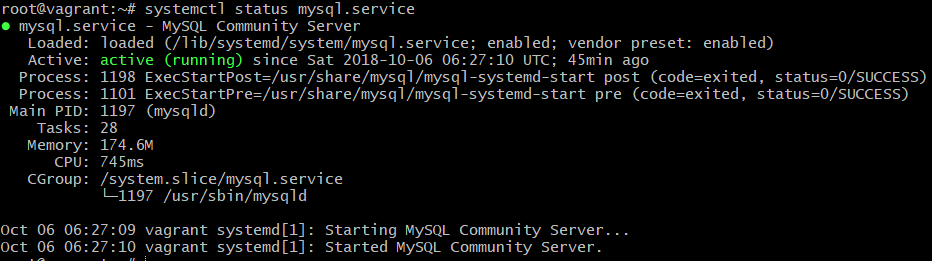 root@vagrant:~# systemctl status mysql.service
● mysql.service - MySQL Community Server
Loaded: loaded (/lib/systemd/system/mysql.service; enabled; vendor preset: enabled)
Active: active (running) since Sat 2018-10-06 06:27:10 UTC; 45min ago
Process: 1198 ExecStartPost=/usr/share/mysql/mysql-systemd-start post (code=exited, status=0/SUCCESS)
Process: 1101 ExecStartPre=/usr/share/mysql/mysql-systemd-start pre (code=exited, status=0/SUCCESS)
Main PID: 1197 (mysqld)
Tasks: 28
Memory: 174.6M
CPU: 745ms
CGroup: /system.slice/mysql.service
└─1197 /usr/sbin/mysqld
Oct 06 06:27:09 vagrant systemd[1]: Starting MySQL Community Server...
Oct 06 06:27:10 vagrant systemd[1]: Started MySQL Community Server.